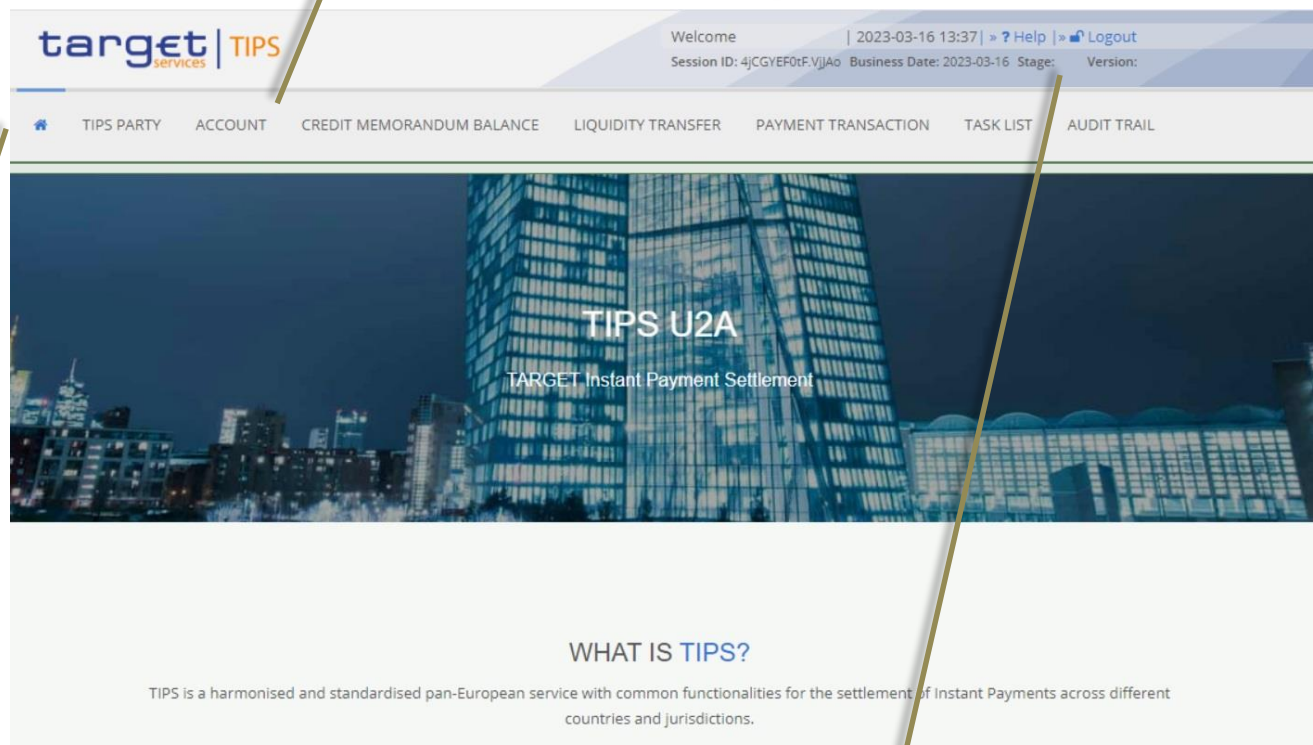 target | TIPS
services
Welcome | 2023-03-16 13:37| » ? Help |» Logout
Session ID: 4jCGYEF0tF.VjJAo Business Date: 2023-03-16 Stage: Version:
TIPS PARTY ACCOUNT CREDIT MEMORANDUM BALANCE LIQUIDITY TRANSFER PAYMENT TRANSACTION TASK LIST AUDIT TRAIL
TIPS U2A
TARGET Instant Payment Settlement
WHAT IS TIPS?
TIPS is a harmonised and standardised pan-European service with common functionalities for the settlement of Instant Payments across different
countries and jurisdictions.